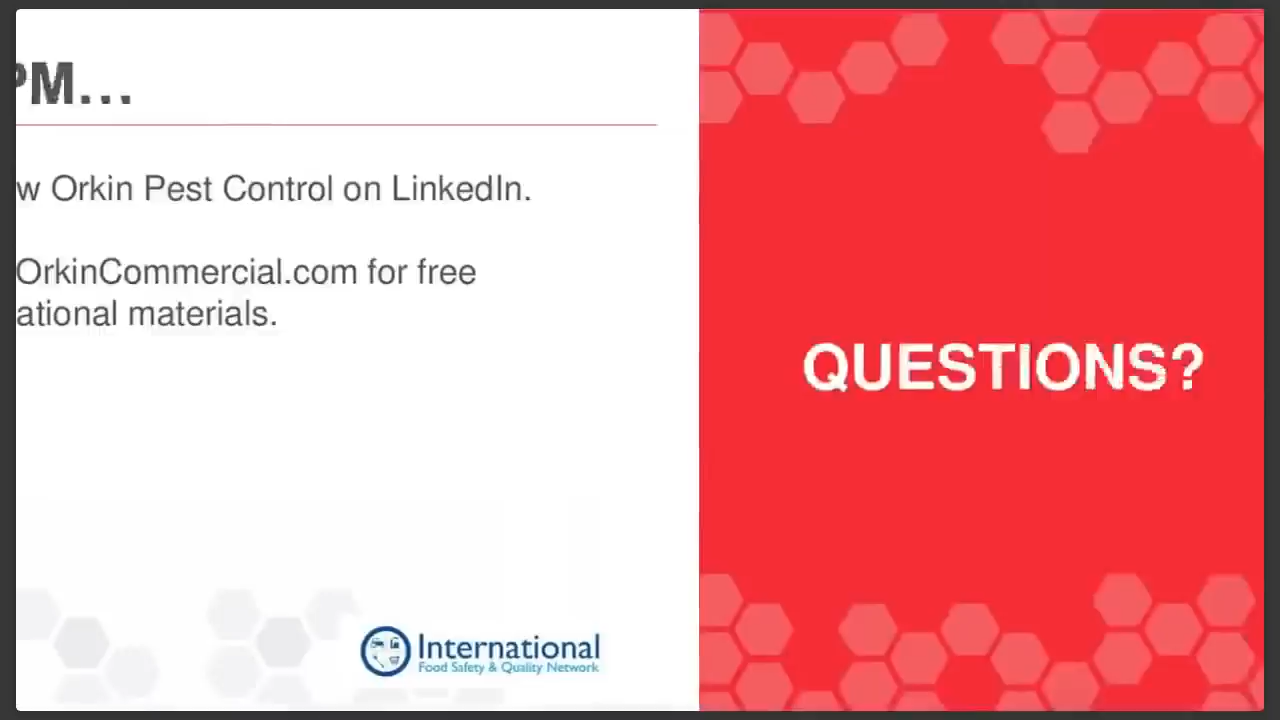 PM...
w Orkin Pest Control on LinkedIn.
OrkinCommercial.com for free
ational materials.
QUESTIONS?
International
Food Safety & Quality Network